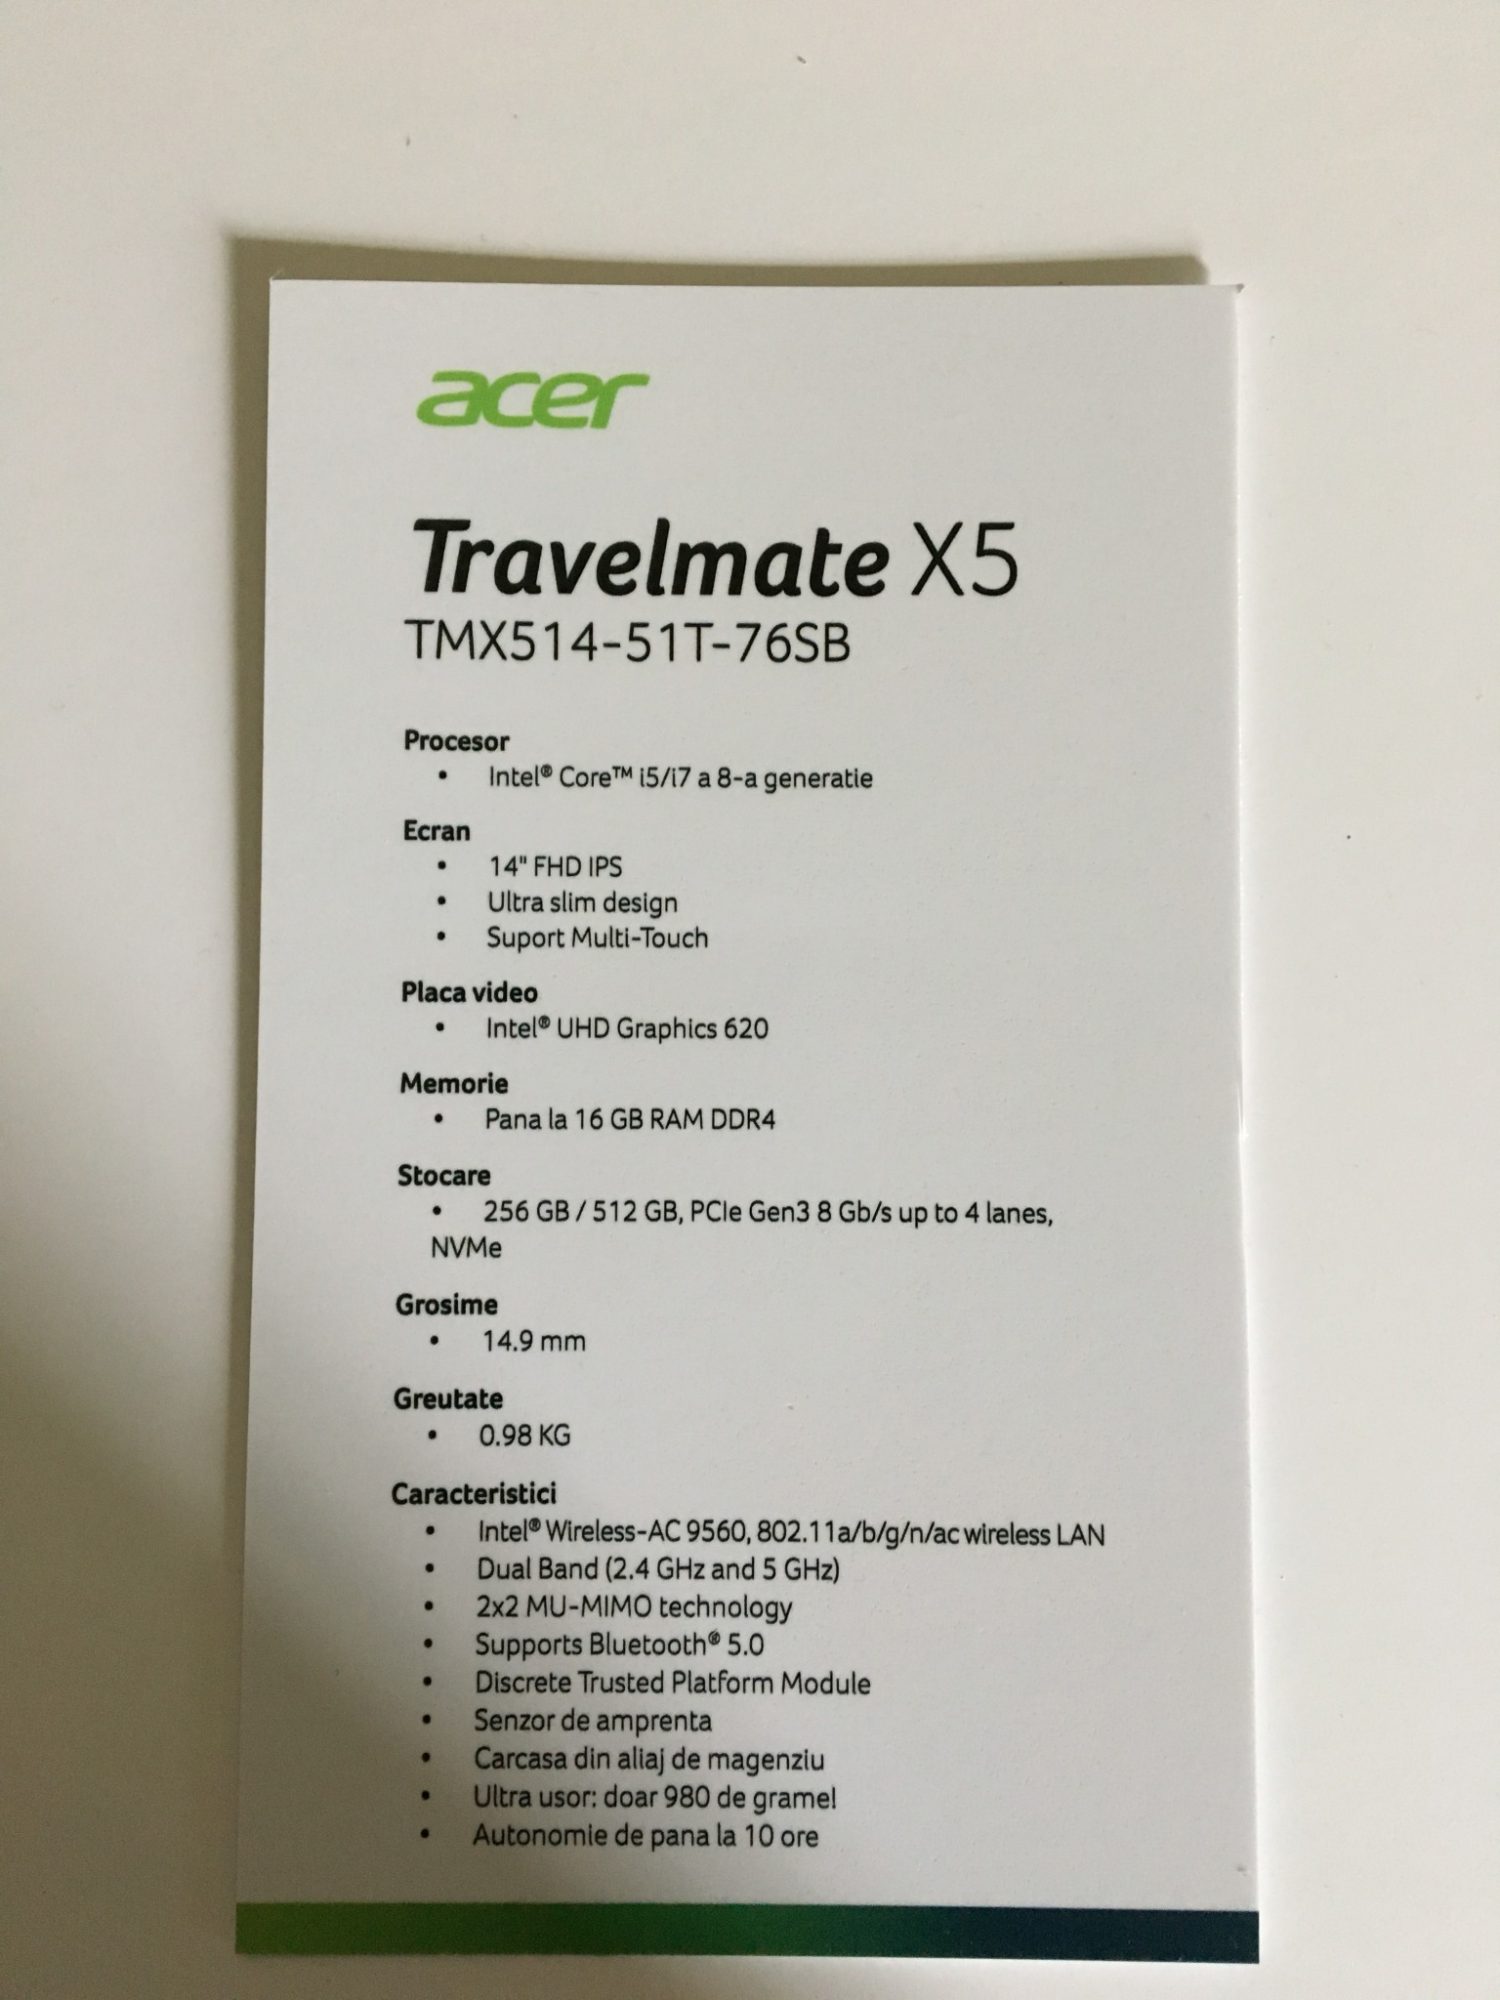 acer
Travelmate X5
TMX514-51T-76SB
Procesor
• Intel® Core™ i5/i7 a 8-a generatie
Ecran
• 14" FHD IPS
• Ultra slim design
• Suport Multi-Touch
Placa video
• Intel® UHD Graphics 620
Memorie
• Pana la 16 GB RAM DDR4
Stocare
• 256 GB / 512 GB, PCIe Gen3 8 Gb/s up to 4 lanes,
NVMe
Grosime
• 14.9 mm
Greutate
• 0.98 KG
Caracteristici
• Intel® Wireless-AC 9560, 802.11a/b/g/n/ac wireless LAN
• Dual Band (2.4 GHz and 5 GHz)
• 2x2 MU-MIMO technology
• Supports Bluetooth® 5.0
• Discrete Trusted Platform Module
• Senzor de amprenta
• Carcasa din aliaj de magenziu
• Ultra usor: doar 980 de grame!
• Autonomie de pana la 10 ore